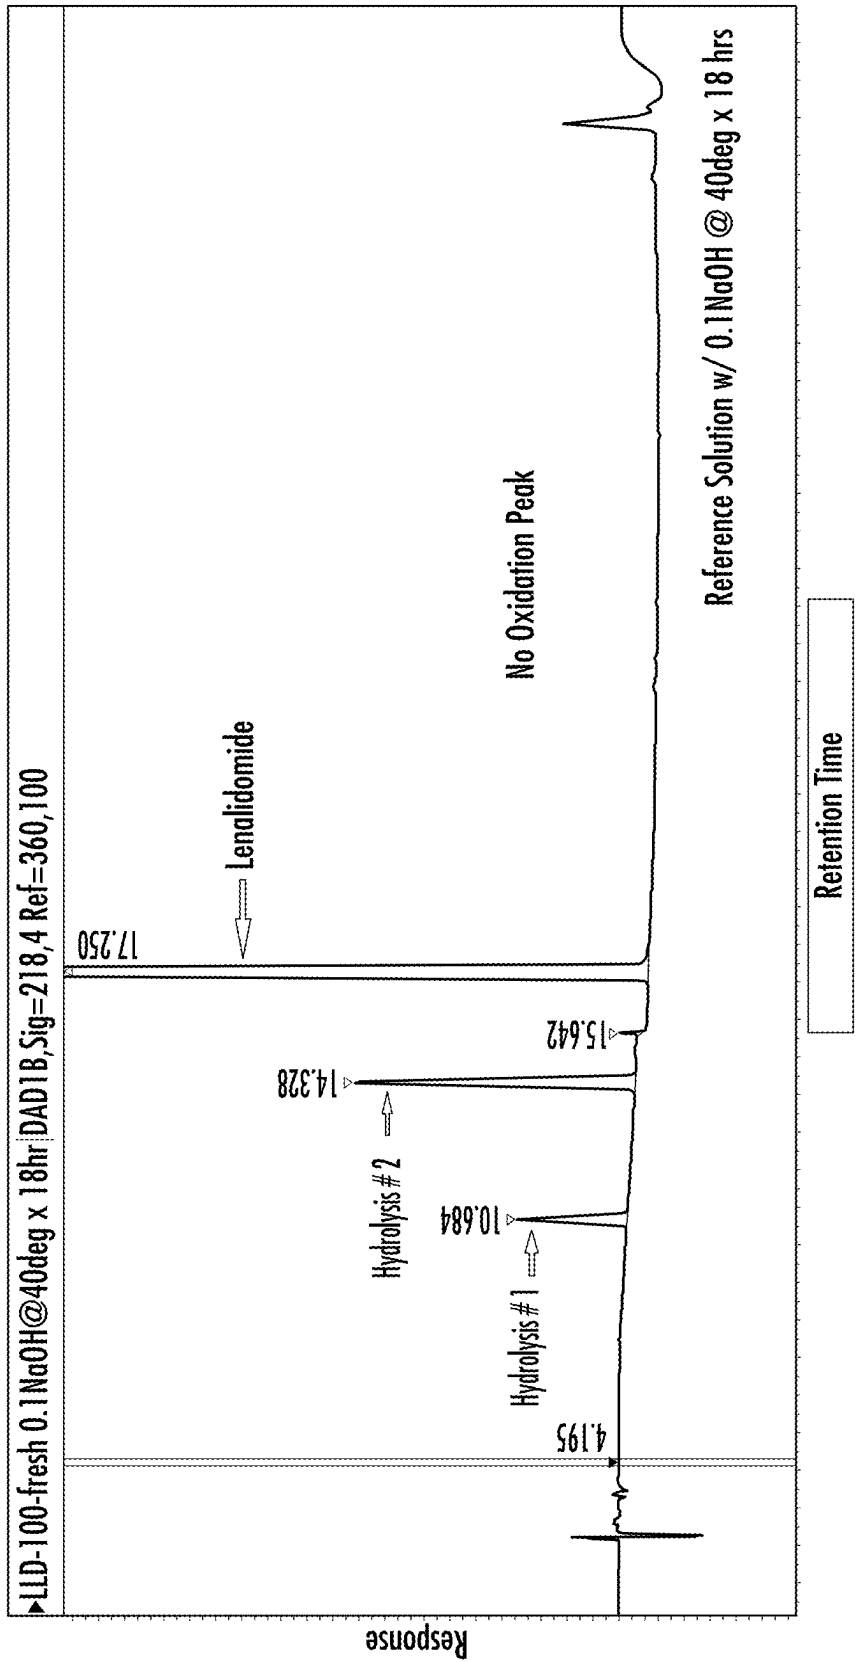 ▶LLD-100-fresh 0.1NaOH@40deg x 18hr DAD1B,Sig=218,4 Ref=360,100
17.250
Lenalidomide
14.328
Hydrolysis # 2
15.642
10.684
Hydrolysis # 1
No Oxidation Peak
4.195
Reference Solution w/ 0.1NaOH @ 40deg x 18 hrs
Response
Retention Time